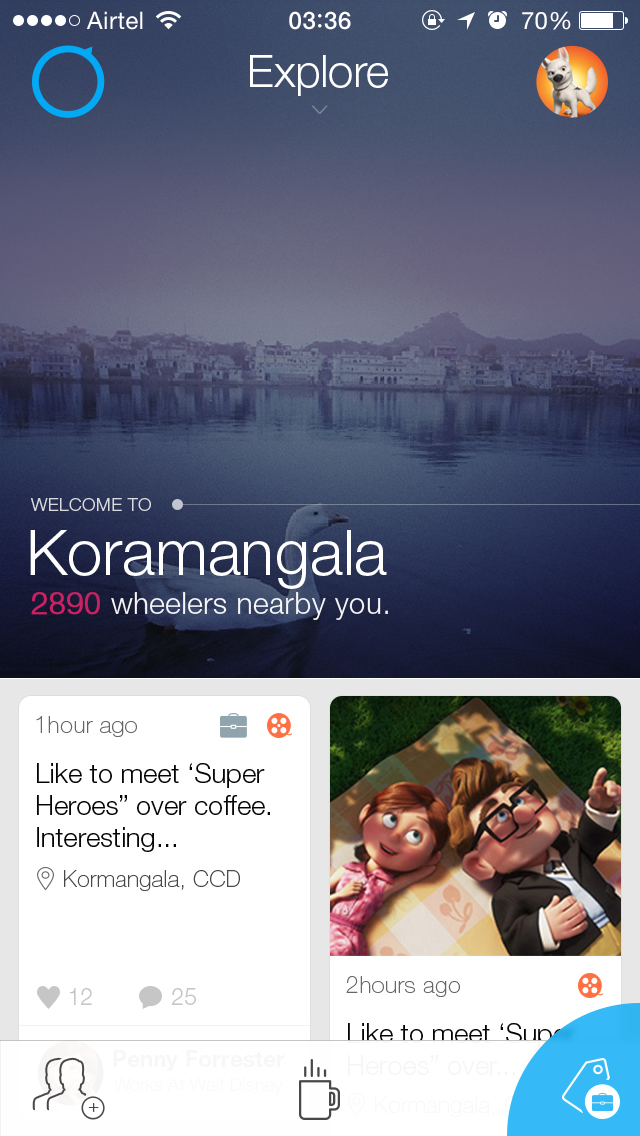 Airtel 03:36 70%
Explore
WELCOME TO
Koramangala
2890 wheelers nearby you.
1hour ago
Like to meet ‘Super
Heroes” over coffee.
Interesting...
Kormangala, CCD
12 25
Penny Forrester
Works At Walt Disney
2hours ago
Like to meet ‘Supe
Heroes” over...
Kormangala,